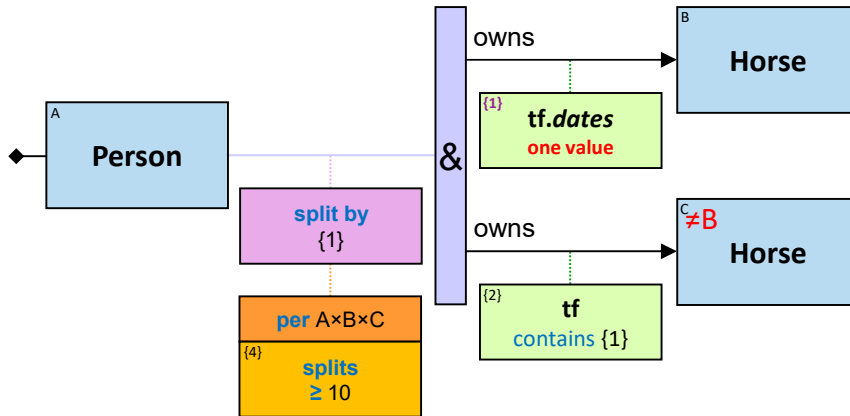 A
Person
split by
{1}
per A×B×C
{4}
splits
≥ 10
&
owns
{1}
tf.dates
one value
B
Horse
owns
{2}
tf
contains {1}
C
≠B
Horse